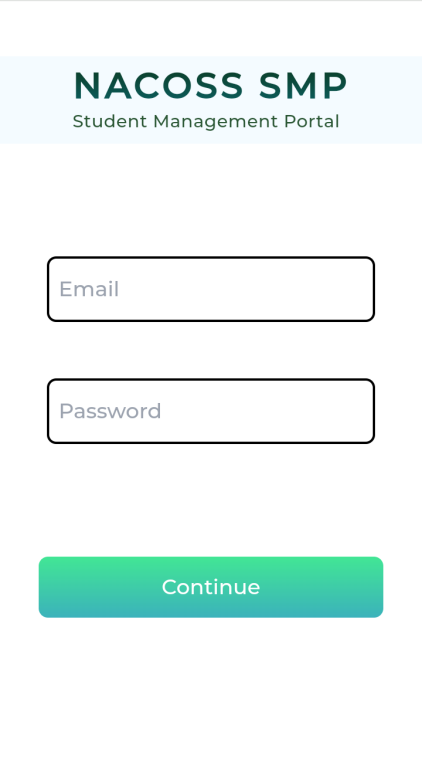 NACOSS SMP
Student Management Portal
Email
Password
Continue